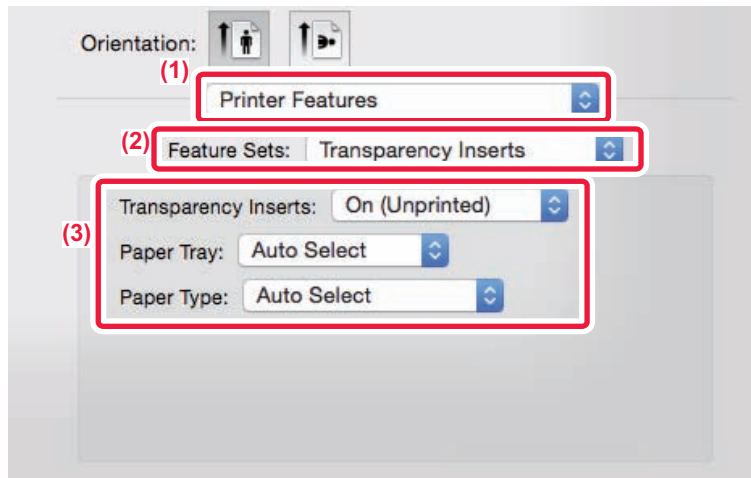 Orientation:
(1)
Printer Features
(2)
Feature Sets: Transparency Inserts
(3)
Transparency Inserts: On (Unprinted)
Paper Tray: Auto Select
Paper Type: Auto Select